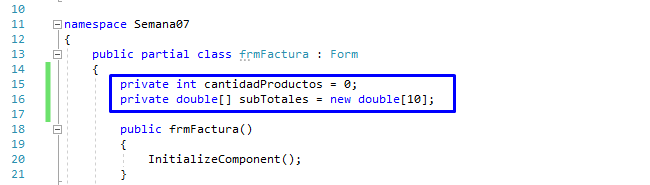 10
11 namespace Semana07
12 {
13 public partial class frmFactura : Form
14 {
15 private int cantidadProductos = 0;
16 private double[] subTotales = new double[10];
17
18 public frmFactura()
19 {
20 InitializeComponent();
21 }